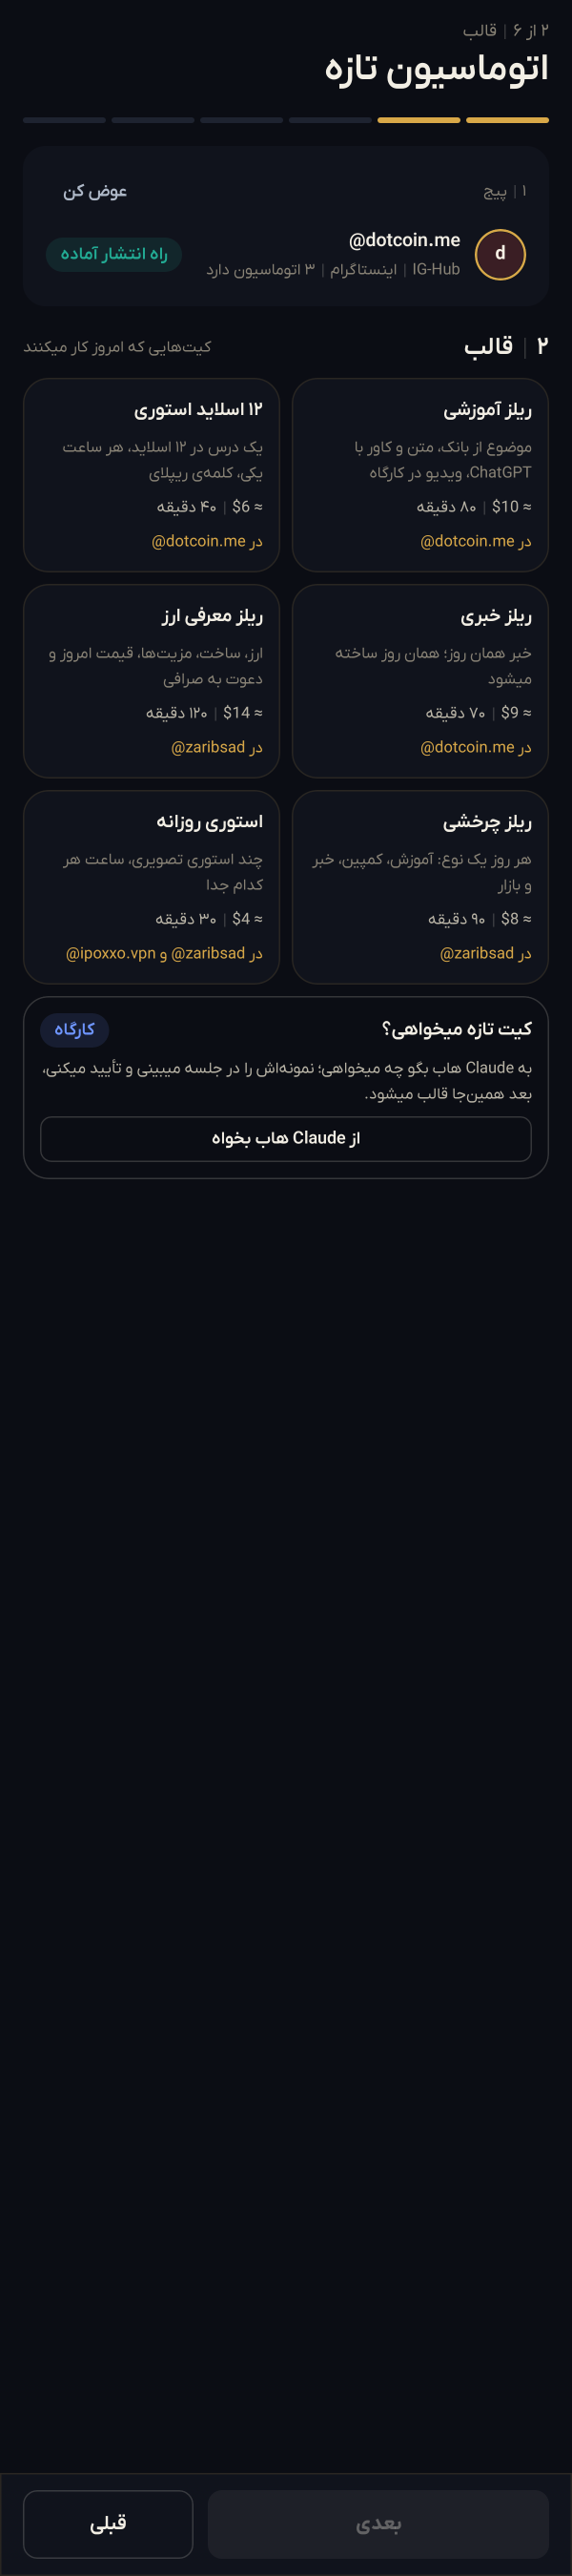 ۲ از ۶ | قالب
اتوماسیون تازه
۱ | پیج
عوض کن
d
@dotcoin.me
IG-Hub | اینستاگرام | ۳ اتوماسیون دارد
راه انتشار آماده
۲ | قالب
کیت‌هایی که امروز کار میکنند
ریلز آموزشی
موضوع از بانک، متن و کاور با
ChatGPT، ویدیو در کارگاه
≈ $10 | ۸۰ دقیقه
در @dotcoin.me
۱۲ اسلاید استوری
یک درس در ۱۲ اسلاید، هر ساعت
یکی، کلمه‌ی ریپلای
≈ $6 | ۴۰ دقیقه
در @dotcoin.me
ریلز خبری
خبر همان روز؛ همان روز ساخته
میشود
≈ $9 | ۷۰ دقیقه
در @dotcoin.me
ریلز معرفی ارز
ارز، ساخت، مزیت‌ها، قیمت امروز و
دعوت به صرافی
≈ $14 | ۱۲۰ دقیقه
در @zaribsad
ریلز چرخشی
هر روز یک نوع: آموزش، کمپین، خبر
و بازار
≈ $8 | ۹۰ دقیقه
در @zaribsad
استوری روزانه
چند استوری تصویری، ساعت هر
کدام جدا
≈ $4 | ۳۰ دقیقه
در @zaribsad و @ipoxxo.vpn
کیت تازه میخواهی؟
کارگاه
به Claude هاب بگو چه میخواهی؛ نمونه‌اش را در جلسه میبینی و تأیید میکنی،
بعد همین‌جا قالب میشود.
از Claude هاب بخواه
بعدی
قبلی